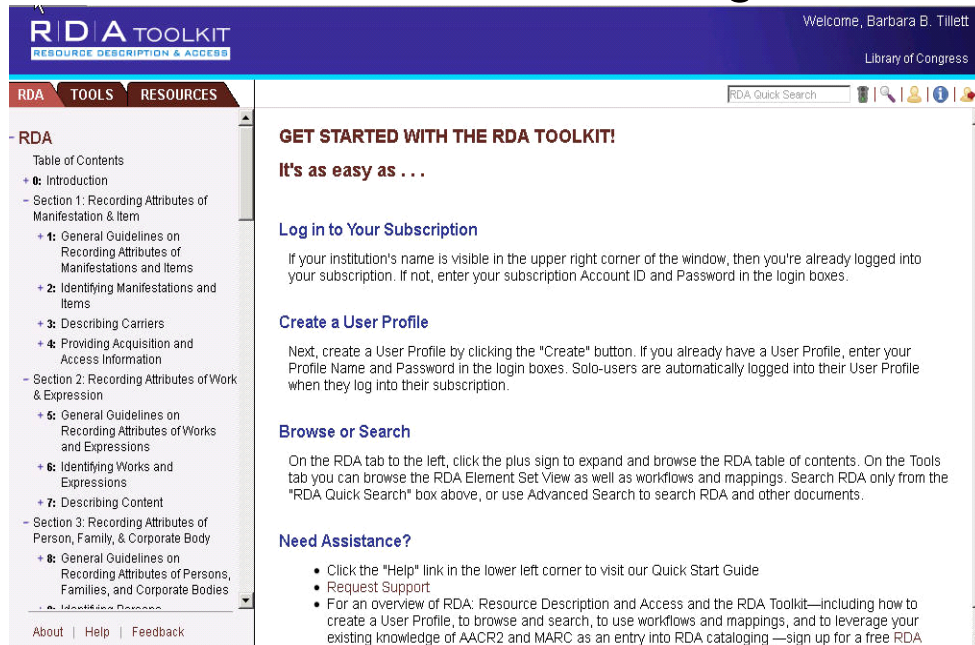 R|D|A TOOLKIT
RESOURCE DESCRIPTION & ACCESS
Welcome, Barbara B. Tillett
Library of Congress
RDA TOOLS RESOURCES
RDA Quick Search
- RDA
Table of Contents
+ 0: Introduction
- Section 1: Recording Attributes of
Manifestation & Item
+ 1: General Guidelines on
Recording Attributes of
Manifestations and Items
+ 2: Identifying Manifestations and
Items
+ 3: Describing Carriers
+ 4: Providing Acquisition and
Access Information
- Section 2: Recording Attributes of Work
& Expression
+ 5: General Guidelines on
Recording Attributes of Works
and Expressions
+ 6: Identifying Works and
Expressions
+ 7: Describing Content
- Section 3: Recording Attributes of
Person, Family, & Corporate Body
+ 8: General Guidelines on
Recording Attributes of Persons,
Families, and Corporate Bodies
About | Help | Feedback
GET STARTED WITH THE RDA TOOLKIT!
It's as easy as . . .
Log in to Your Subscription
If your institution's name is visible in the upper right corner of the window, then you're already logged into
your subscription. If not, enter your subscription Account ID and Password in the login boxes.
Create a User Profile
Next, create a User Profile by clicking the "Create" button. If you already have a User Profile, enter your
Profile Name and Password in the login boxes. Solo-users are automatically logged into their User Profile
when they log into their subscription.
Browse or Search
On the RDA tab to the left, click the plus sign to expand and browse the RDA table of contents. On the Tools
tab you can browse the RDA Element Set View as well as workflows and mappings. Search RDA only from the
"RDA Quick Search" box above, or use Advanced Search to search RDA and other documents.
Need Assistance?
• Click the "Help" link in the lower left corner to visit our Quick Start Guide
• Request Support
• For an overview of RDA: Resource Description and Access and the RDA Toolkit—including how to
create a User Profile, to browse and search, to use workflows and mappings, and to leverage your
existing knowledge of AACR2 and MARC as an entry into RDA cataloging —sign up for a free RDA